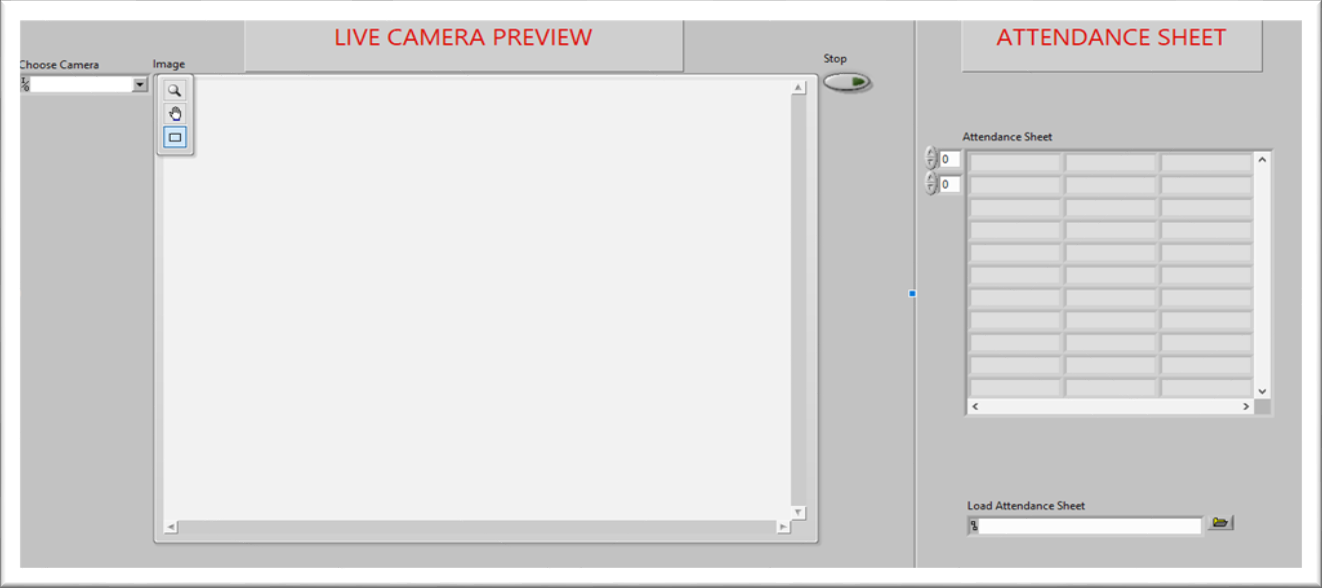 LIVE CAMERA PREVIEW
Choose Camera
Image
Stop
ATTENDANCE SHEET
Attendance Sheet
0
0
Load Attendance Sheet